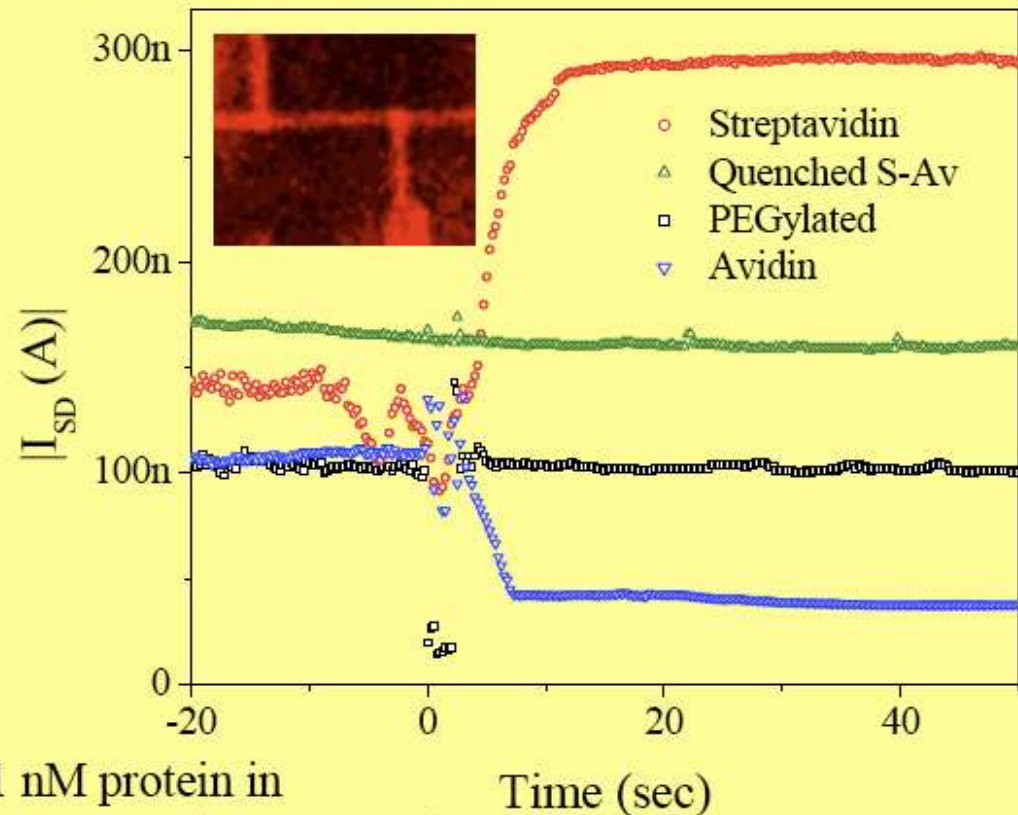 300n
200n
100n
0
|I_SD (A)|
Streptavidin
Quenched S-Av
PEGylated
Avidin
-20 0 20 40
nM protein in
Time (sec)